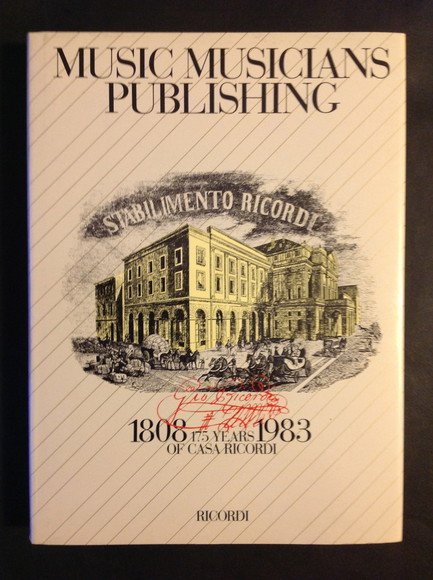 MUSIC MUSICIANS
PUBLISHING
STABILIMENTO RICORDI
1808 175 YEARS 1983
OF CASA RICORDI
RICORDI